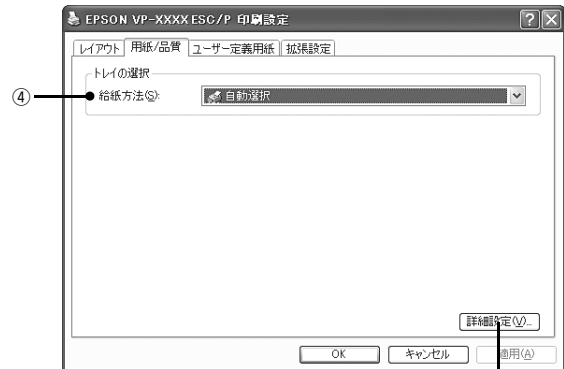 EPSON VP-XXXX ESC/P 印刷設定
レイアウト 用紙/品質 ユーザー定義用紙 拡張設定
トレイの選択
④ 給紙方法(S): 自動選択
詳細設定(V)...
OK キャンセル 適用(A)